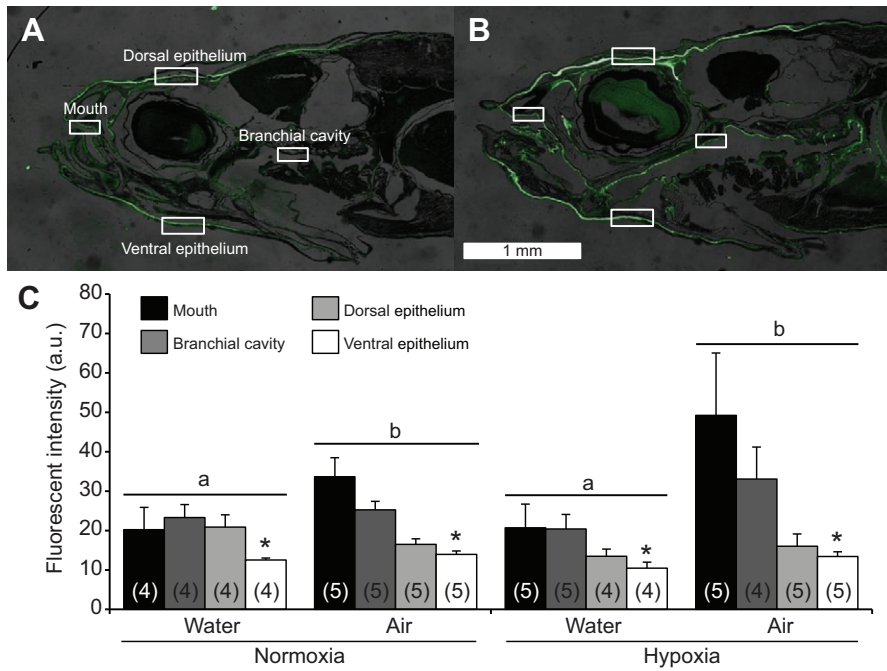 A
Dorsal epithelium
Mouth
Branchial cavity
Ventral epithelium
B
1 mm
C
Fluorescent intensity (a.u.)
80
70
60
50
40
30
20
10
0
Mouth
Branchial cavity
Dorsal epithelium
Ventral epithelium
a
b
a
b
* * * *
(4) (4) (4) (4) (5) (5) (5) (5) (5) (5) (4) (4) (5) (4) (5) (5)
Water Air Water Air
Normoxia Hypoxia